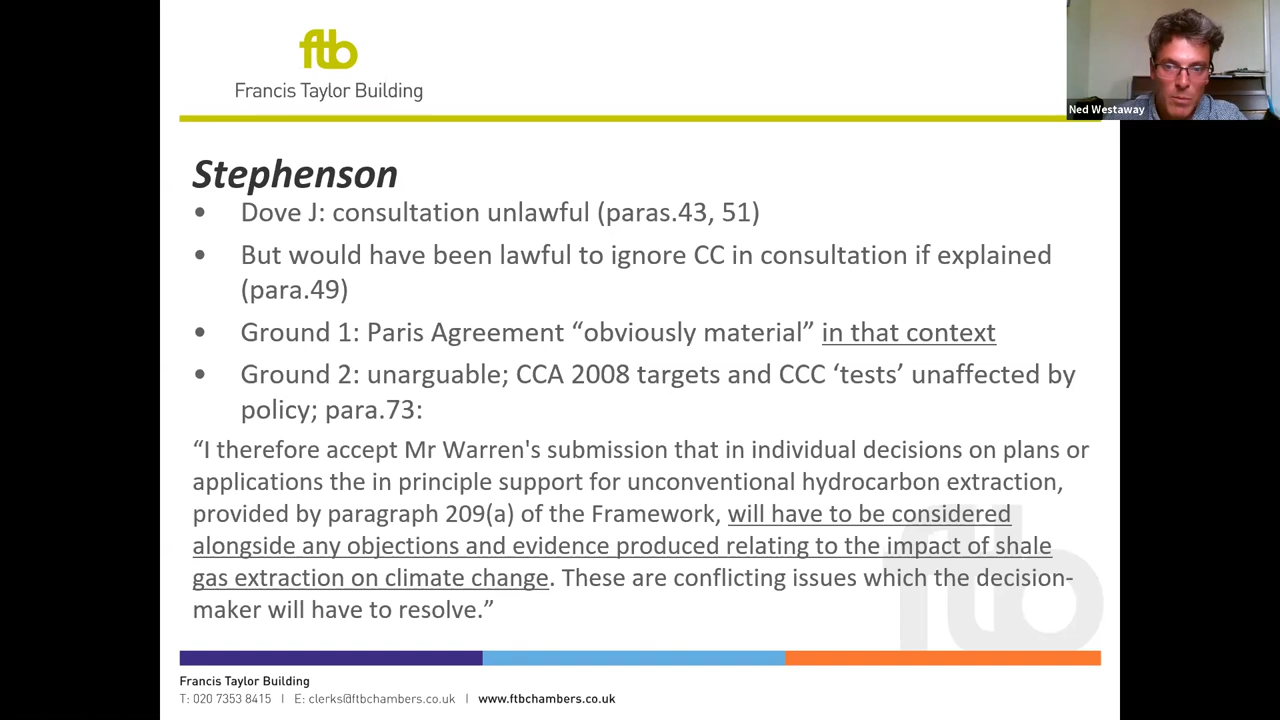 ftb
Francis Taylor Building
Ned Westaway
Stephenson
• Dove J: consultation unlawful (paras.43, 51)
• But would have been lawful to ignore CC in consultation if explained
(para.49)
• Ground 1: Paris Agreement “obviously material” in that context
• Ground 2: unarguable; CCA 2008 targets and CCC ‘tests’ unaffected by
policy; para.73:
“I therefore accept Mr Warren's submission that in individual decisions on plans or
applications the in principle support for unconventional hydrocarbon extraction,
provided by paragraph 209(a) of the Framework, will have to be considered
alongside any objections and evidence produced relating to the impact of shale
gas extraction on climate change. These are conflicting issues which the decision-
maker will have to resolve.”
ftb
Francis Taylor Building
T: 020 7353 8415 | E: clerks@ftbchambers.co.uk | www.ftbchambers.co.uk